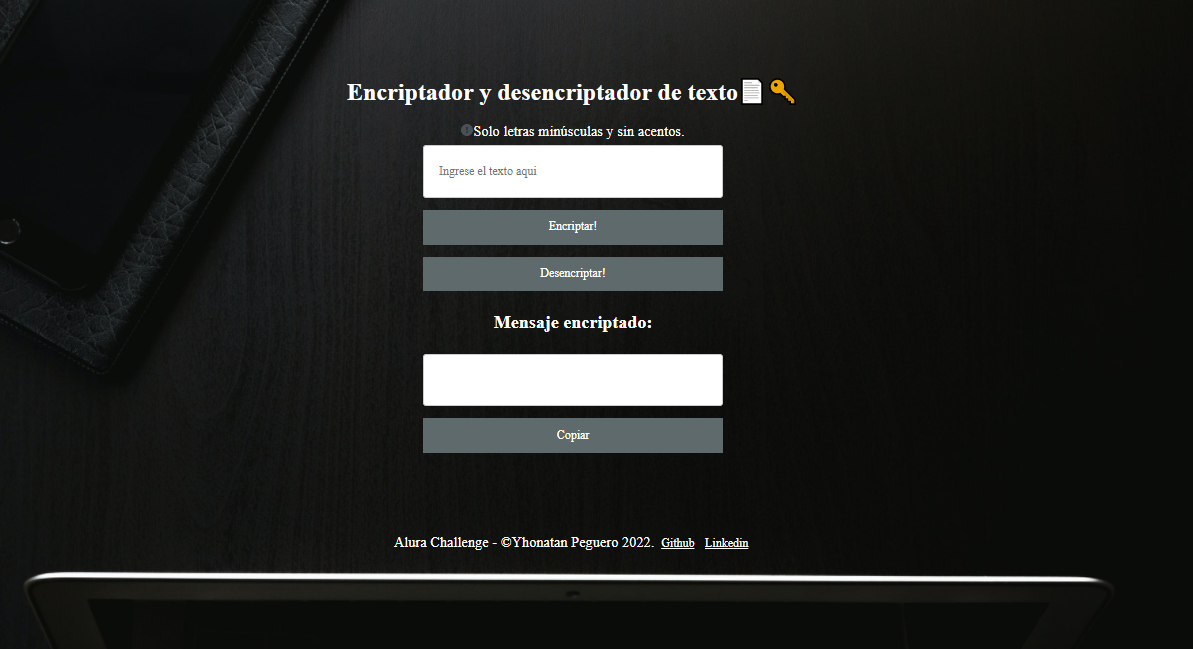 Encriptador y desencriptador de texto
Solo letras minúsculas y sin acentos.
Ingrese el texto aqui
Encriptar!
Desencriptar!
Mensaje encriptado:
Copiar
Alura Challenge - ©Yhonatan Peguero 2022. Github Linkedin